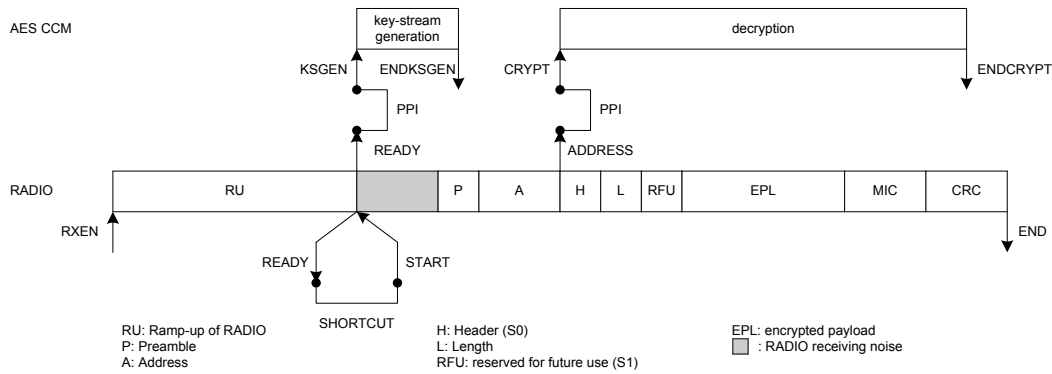 AES CCM
key-stream
generation
decryption
KSGEN
ENDKSGEN
CRYPT
ENDCRYPT
PPI
PPI
READY
ADDRESS
RADIO
RU
P
A
H
L
RFU
EPL
MIC
CRC
RXEN
END
READY
START
SHORTCUT
RU: Ramp-up of RADIO
P: Preamble
A: Address
H: Header (S0)
L: Length
RFU: reserved for future use (S1)
EPL: encrypted payload
: RADIO receiving noise